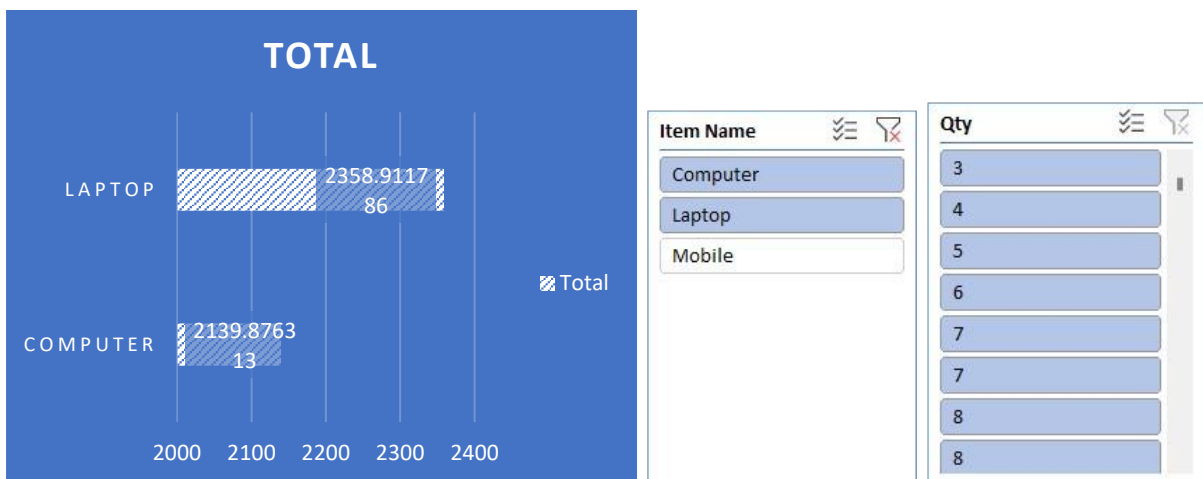 TOTAL
LAPTOP
2358.9117
86
COMPUTER
2139.8763
13
2000 2100 2200 2300 2400
Total
Item Name
Computer
Laptop
Mobile
Qty
3
4
5
6
7
7
8
8